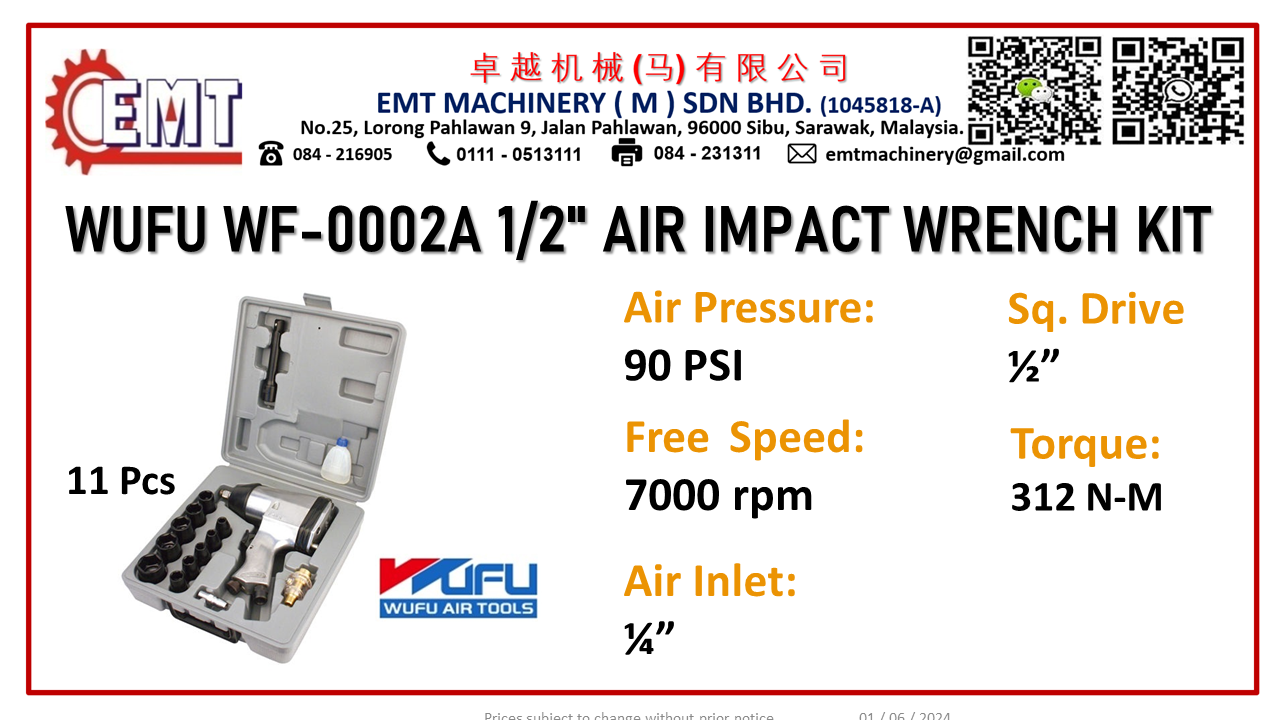 EMT
卓越机械(马)有限公司
EMT MACHINERY ( M ) SDN BHD. (1045818-A)
No.25, Lorong Pahlawan 9, Jalan Pahlawan, 96000 Sibu, Sarawak, Malaysia.
084 - 216905 0111 - 0513111 084 - 231311 emtmachinery@gmail.com
WUFU WF-0002A 1/2" AIR IMPACT WRENCH KIT
Air Pressure: Sq. Drive
90 PSI ½”
Free Speed: Torque:
7000 rpm 312 N-M
11 Pcs
WUFU
WUFU AIR TOOLS
Air Inlet:
¼”
Prices subject to change without prior notice 01 / 06 / 2024